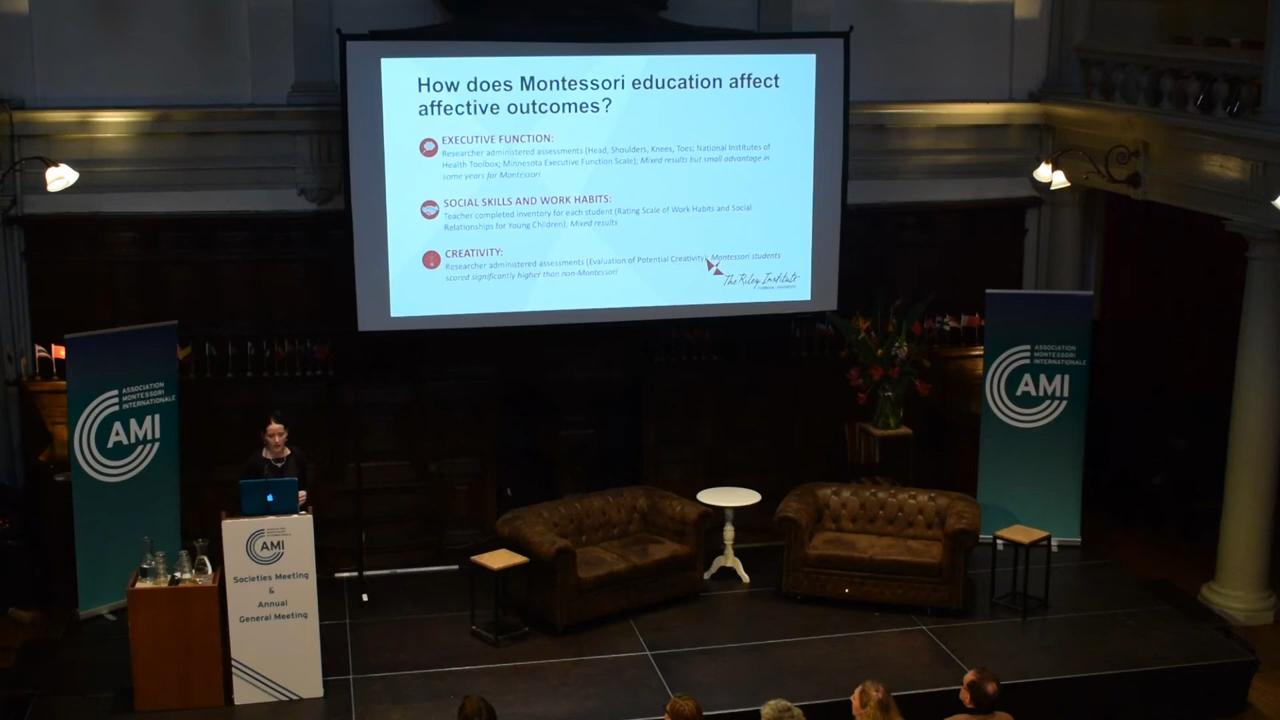 How does Montessori education affect
affective outcomes?
EXECUTIVE FUNCTION:
Researcher administered assessments (Head, Shoulders, Knees, Toes; National Institutes of
Health Toolbox; Minnesota Executive Function Scale); Mixed results but small advantage in
some years for Montessori
SOCIAL SKILLS AND WORK HABITS:
Teacher completed inventory for each student (Rating Scale of Work Habits and Social
Relationships for Young Children); Mixed results
CREATIVITY:
Researcher administered assessments (Evaluation of Potential Creativity); Montessori students
scored significantly higher than non-Montessori
The Riley Institute
ASSOCIATION
MONTESSORI
INTERNATIONALE
AMI
ASSOCIATION
MONTESSORI
INTERNATIONALE
AMI
AMI
Societies Meeting
&
Annual
General Meeting